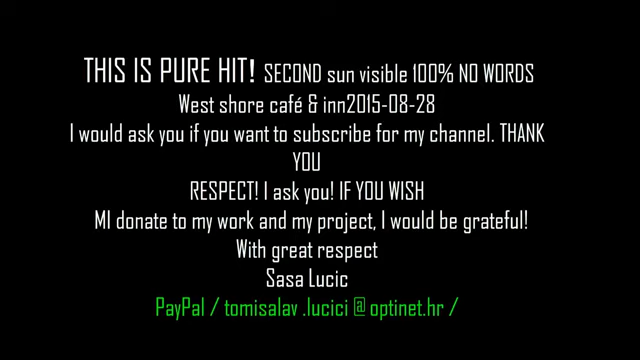 THIS IS PURE HIT! SECOND sun visible 100% NO WORDS
West shore café & inn2015-08-28
I would ask you if you want to subscribe for my channel. THANK
YOU
RESPECT! I ask you! IF YOU WISH
MI donate to my work and my project, I would be grateful!
With great respect
Sasa Lucic
PayPal / tomisalav .lucici @ optinet.hr /